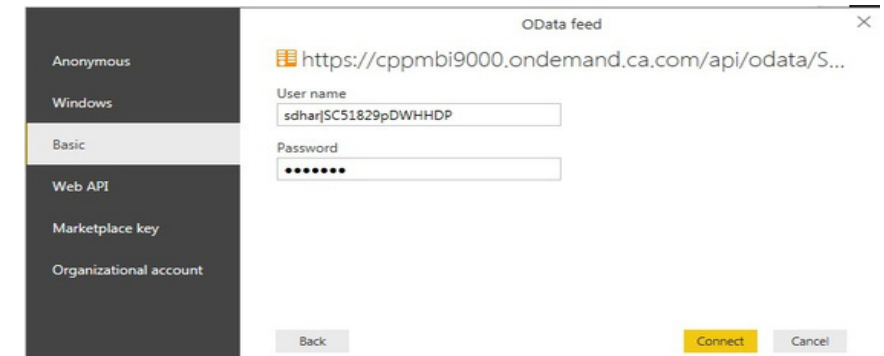 OData feed
Anonymous
Windows
Basic
Web API
Marketplace key
Organizational account
https://cppmbi9000.ondemand.ca.com/api/odata/S...
User name
sdhar|SC51829pDWHHDP
Password
•••••••
Back
Connect
Cancel